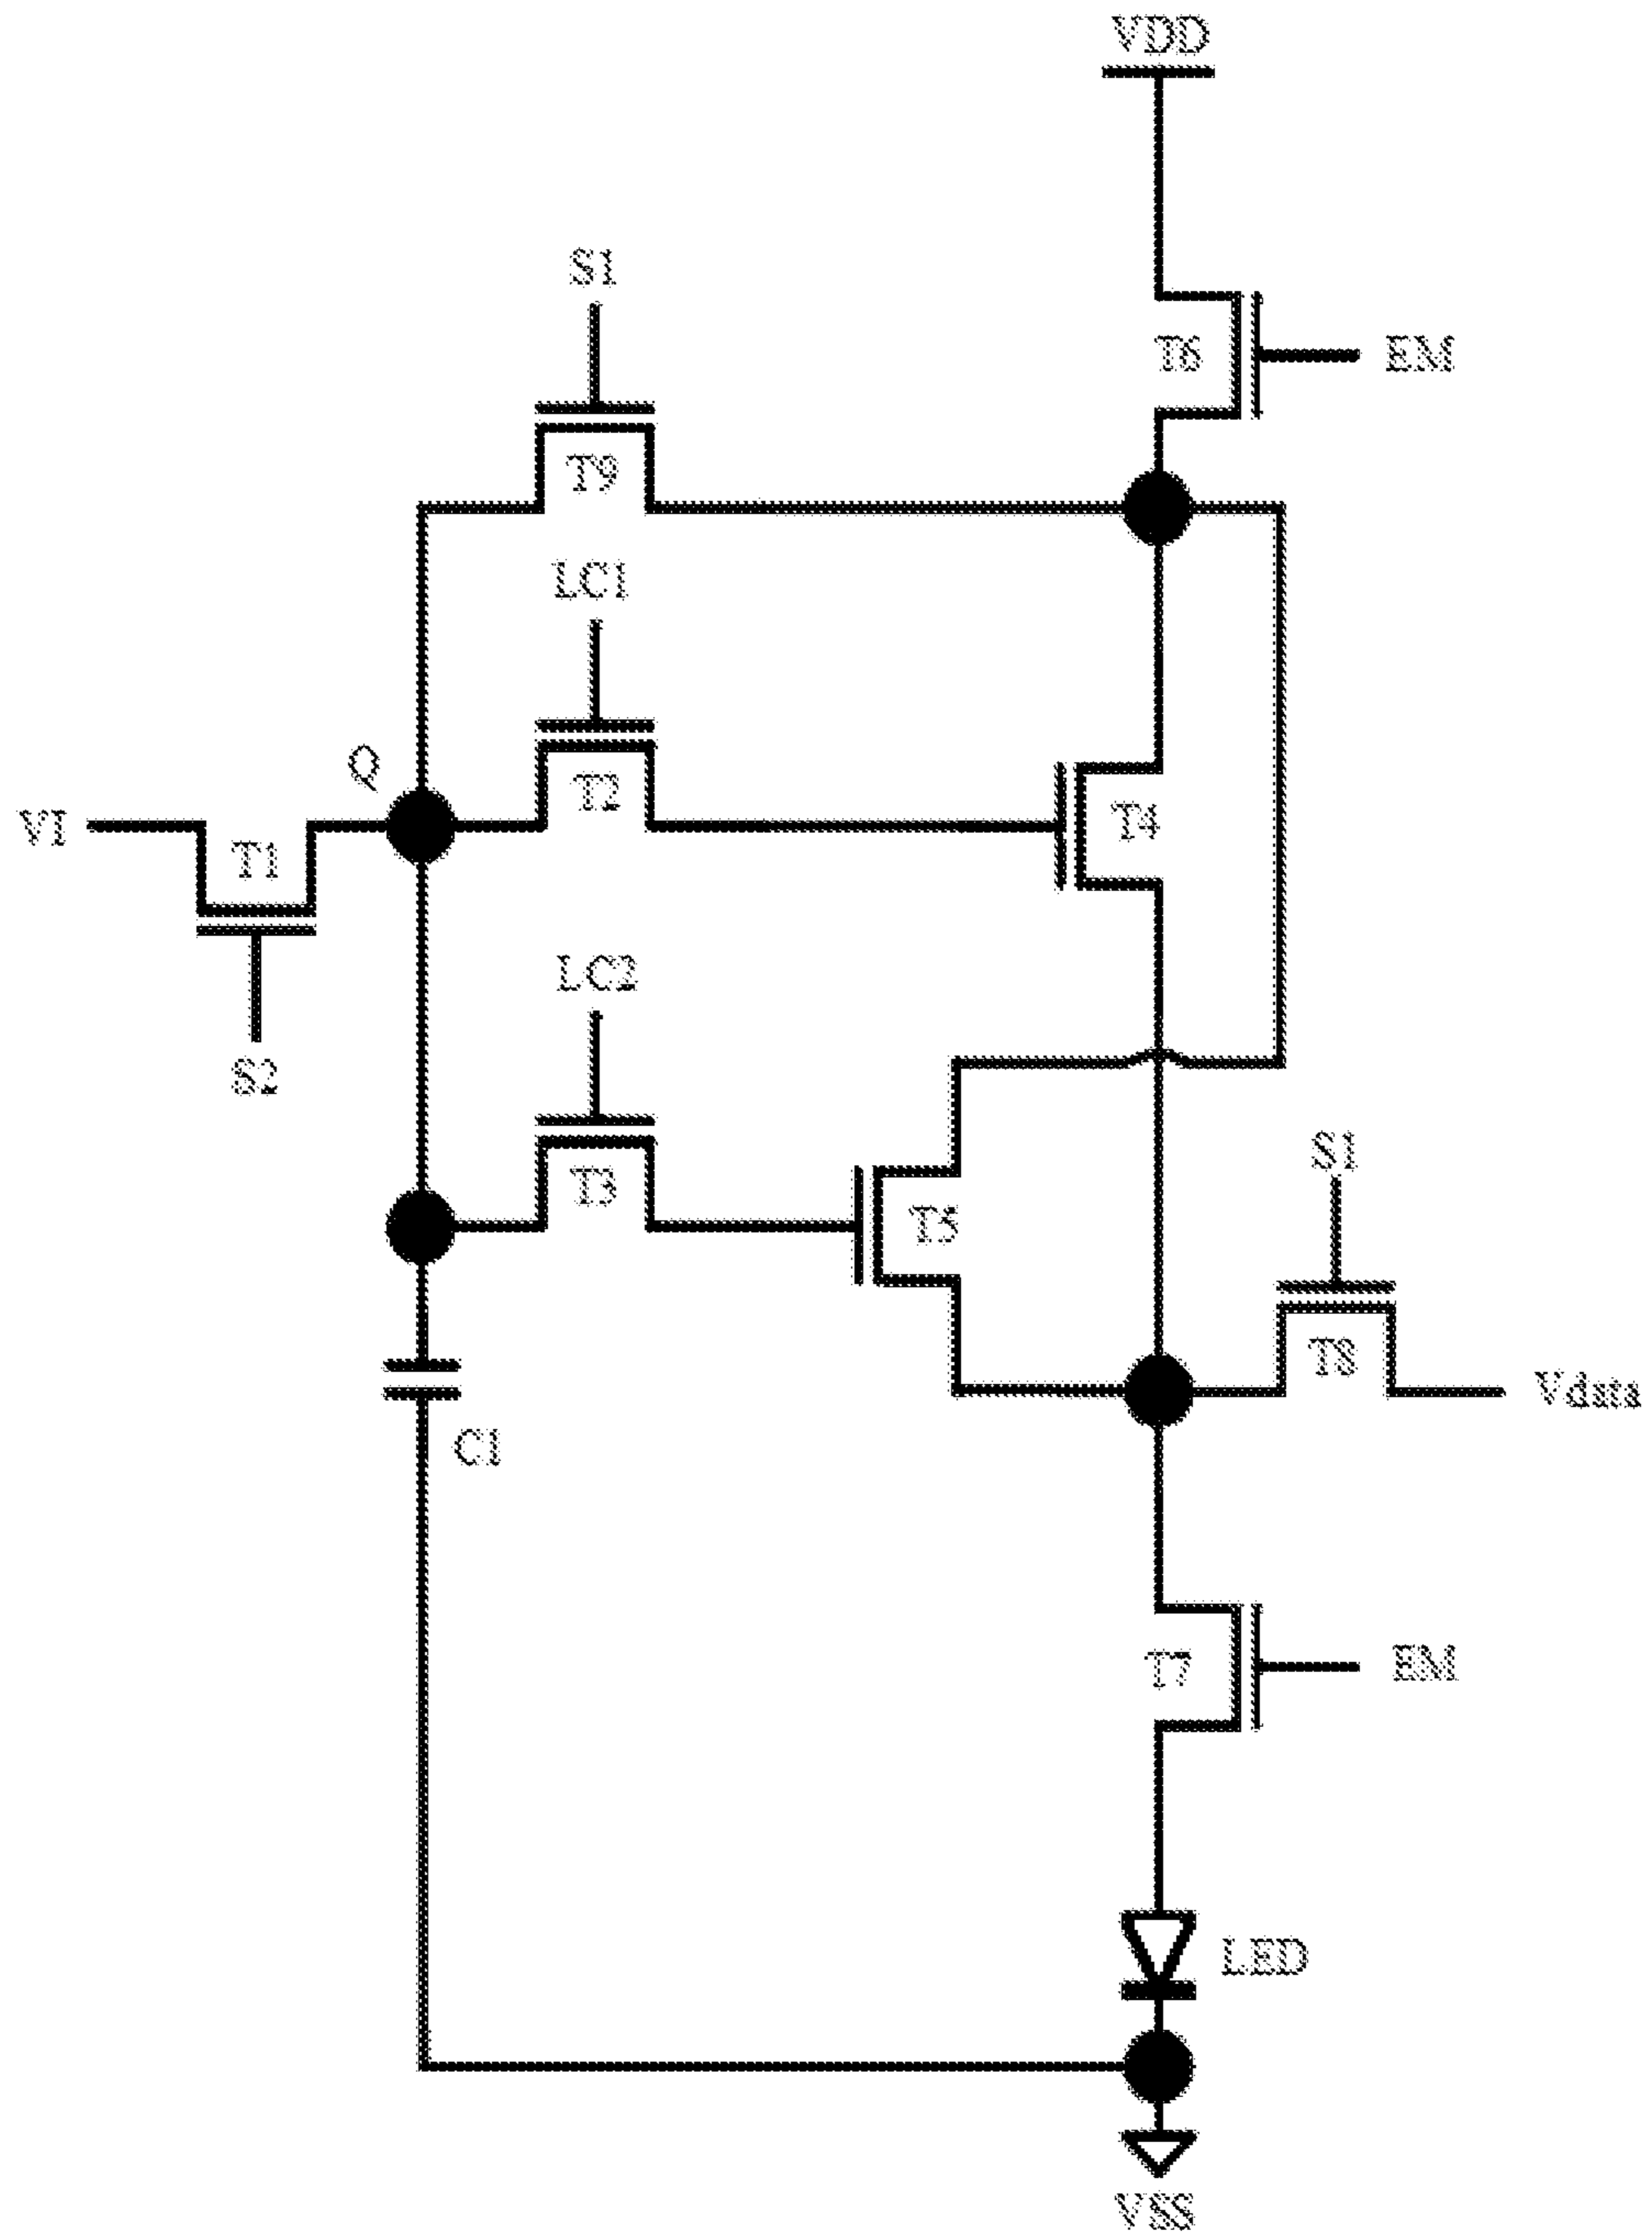 VDD
S1
T6
EM
T9
LC1
Q
T2
VI
T1
T4
LC2
S2
S1
T3
T5
T8
Vdata
C1
T7
EM
LED
VSS